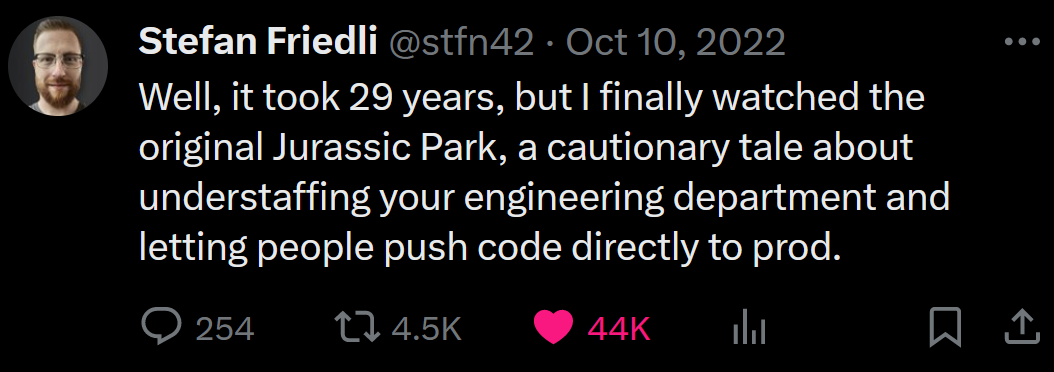 Stefan Friedli @stfn42 · Oct 10, 2022
Well, it took 29 years, but I finally watched the
original Jurassic Park, a cautionary tale about
understaffing your engineering department and
letting people push code directly to prod.
254 4.5K 44K